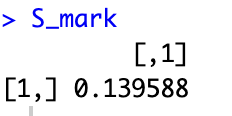 > S_mark
[,1]
[1,] 0.139588